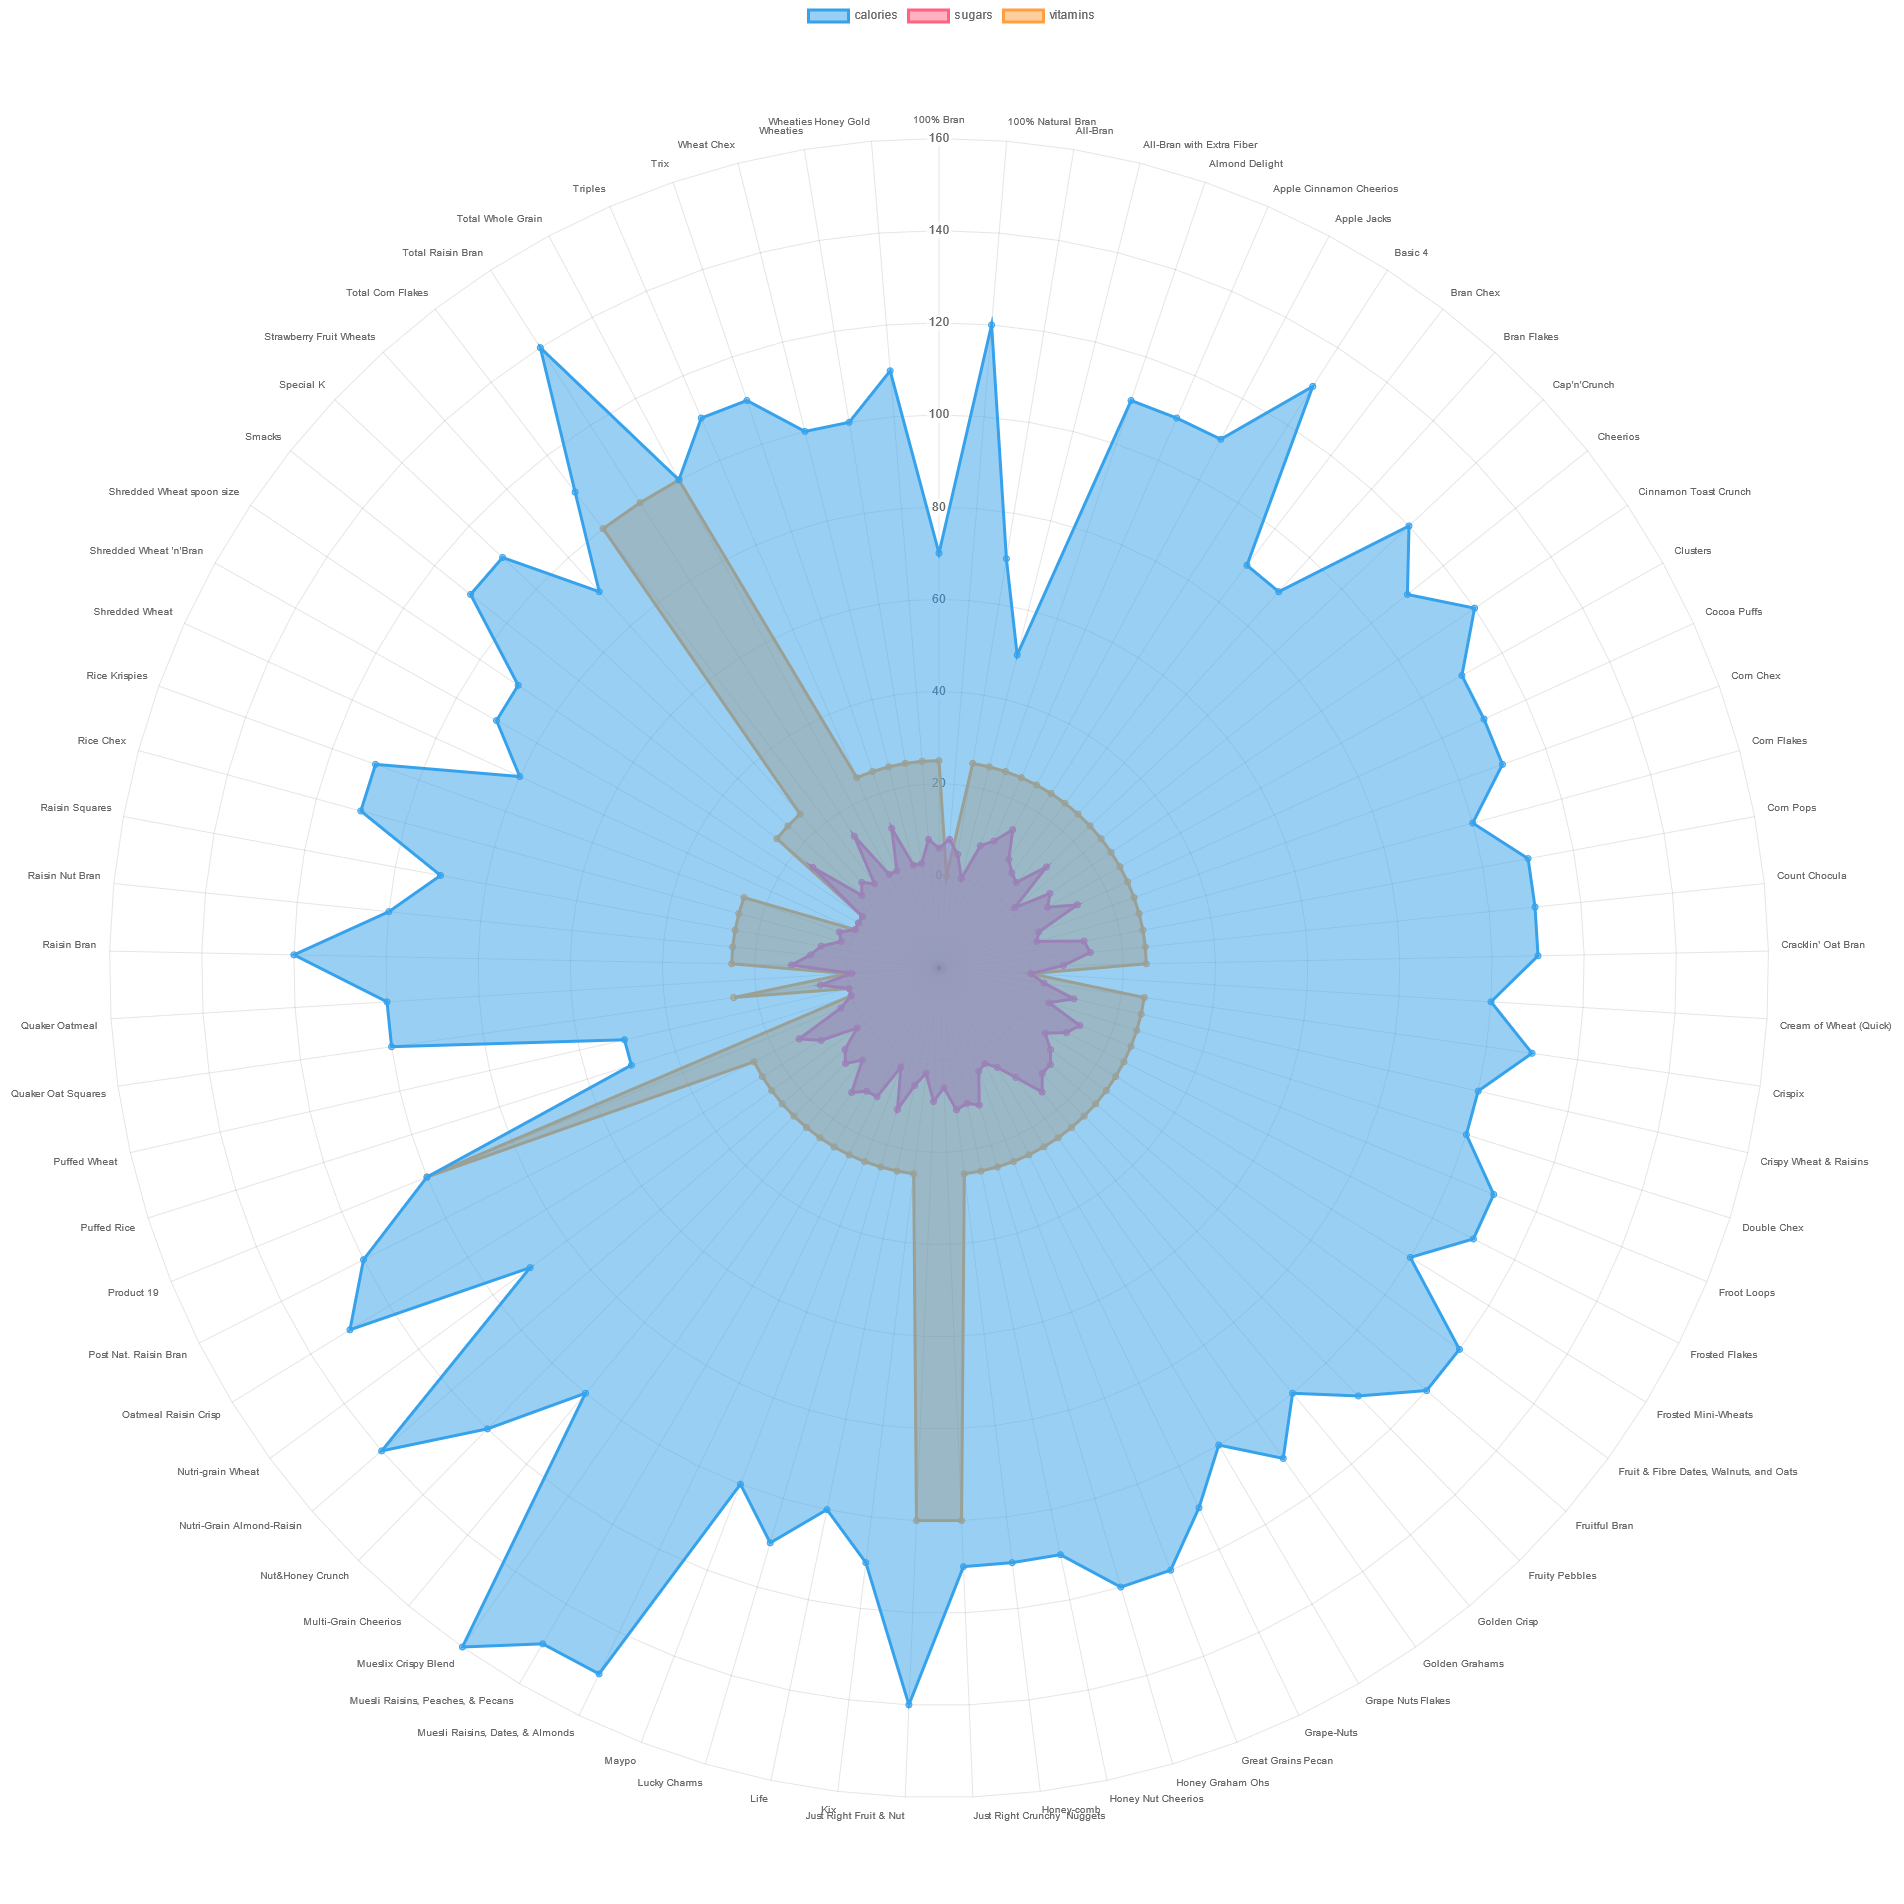 calories
sugars
vitamins
100% Bran
100% Natural Bran
All-Bran
All-Bran with Extra Fiber
Almond Delight
Apple Cinnamon Cheerios
Apple Jacks
Basic 4
Bran Chex
Bran Flakes
Cap'n'Crunch
Cheerios
Cinnamon Toast Crunch
Clusters
Cocoa Puffs
Corn Chex
Corn Flakes
Corn Pops
Count Chocula
Cracklin' Oat Bran
Cream of Wheat (Quick)
Crispix
Crispy Wheat & Raisins
Double Chex
Froot Loops
Frosted Flakes
Frosted Mini-Wheats
Fruit & Fibre Dates, Walnuts, and Oats
Fruitful Bran
Fruity Pebbles
Golden Crisp
Golden Grahams
Grape Nuts Flakes
Grape-Nuts
Great Grains Pecan
Honey Graham Ohs
Honey Nut Cheerios
Honey-comb
Just Right Crunchy  Nuggets
Just Right Fruit & Nut
Kix
Life
Lucky Charms
Maypo
Muesli Raisins, Dates, & Almonds
Muesli Raisins, Peaches, & Pecans
Mueslix Crispy Blend
Multi-Grain Cheerios
Nut&Honey Crunch
Nutri-Grain Almond-Raisin
Nutri-grain Wheat
Oatmeal Raisin Crisp
Post Nat. Raisin Bran
Product 19
Puffed Rice
Puffed Wheat
Quaker Oat Squares
Quaker Oatmeal
Raisin Bran
Raisin Nut Bran
Raisin Squares
Rice Chex
Rice Krispies
Shredded Wheat
Shredded Wheat 'n'Bran
Shredded Wheat spoon size
Smacks
Special K
Strawberry Fruit Wheats
Total Corn Flakes
Total Raisin Bran
Total Whole Grain
Triples
Trix
Wheat Chex
Wheaties
Wheaties Honey Gold
160
140
120
100
80
60
40
20
0